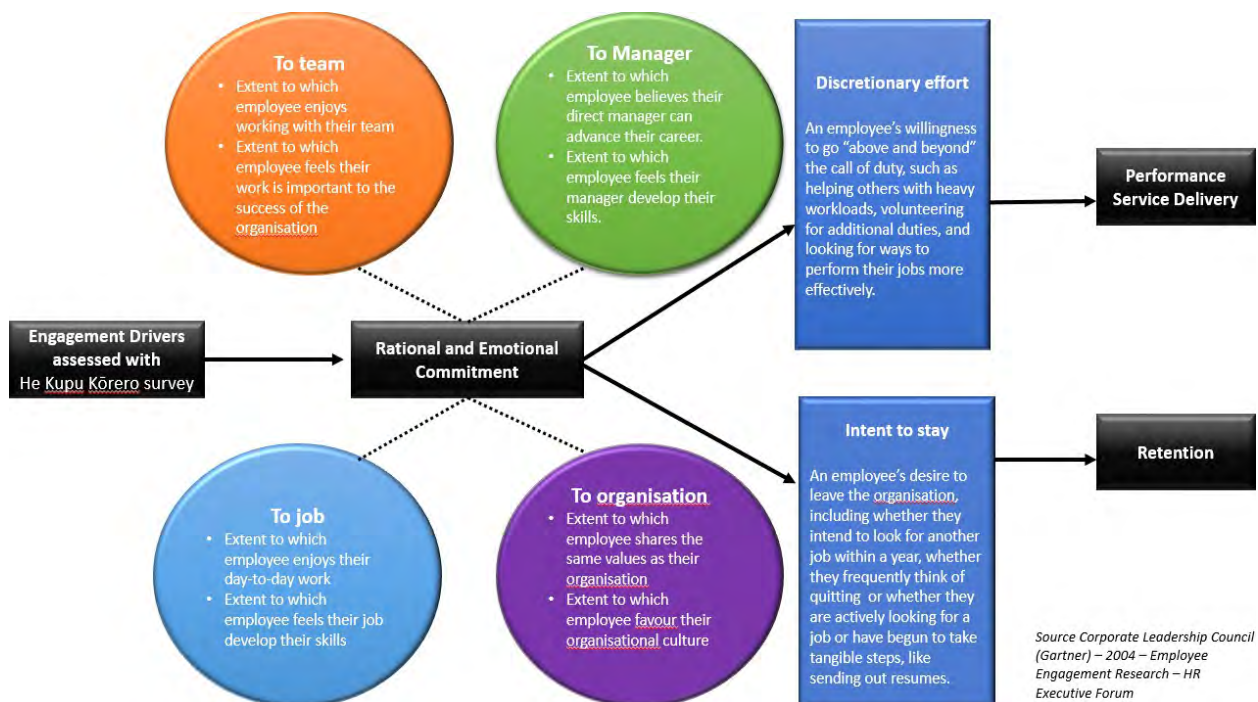 To team
• Extent to which
employee enjoys
working with their team
• Extent to which
employee feels their
work is important to the
success of the
organisation
To Manager
• Extent to which
employee believes their
direct manager can
advance their career.
• Extent to which
employee feels their
manager develop their
skills.
Discretionary effort
An employee's willingness
to go "above and beyond"
the call of duty, such as
helping others with heavy
workloads, volunteering
for additional duties, and
looking for ways to
perform their jobs more
effectively.
Performance
Service Delivery
Engagement Drivers
assessed with
He Kupu Kōrero survey
Rational and Emotional
Commitment
To job
• Extent to which
employee enjoys their
day-to-day work
• Extent to which
employee feels their job
develop their skills
To organisation
• Extent to which
employee shares the
same values as their
organisation
• Extent to which
employee favour their
organisational culture
Intent to stay
An employee's desire to
leave the organisation,
including whether they
intend to look for another
job within a year, whether
they frequently think of
quitting or whether they
are actively looking for a
job or have begun to take
tangible steps, like
sending out resumes.
Retention
Source Corporate Leadership Council
(Gartner) – 2004 – Employee
Engagement Research – HR
Executive Forum